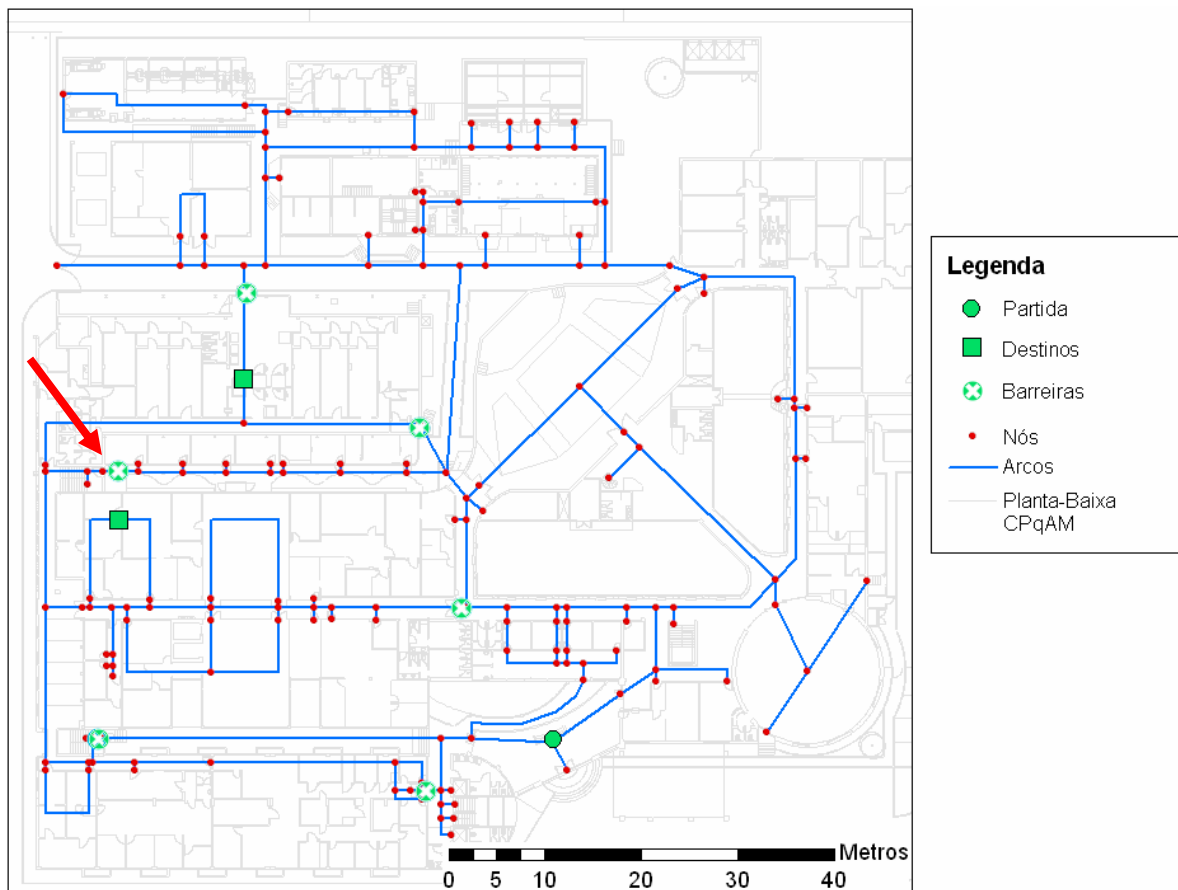 Legenda
Partida
Destinos
Barreiras
Nós
Arcos
Planta-Baixa
CPqAM
Metros
0 5 10 20 30 40